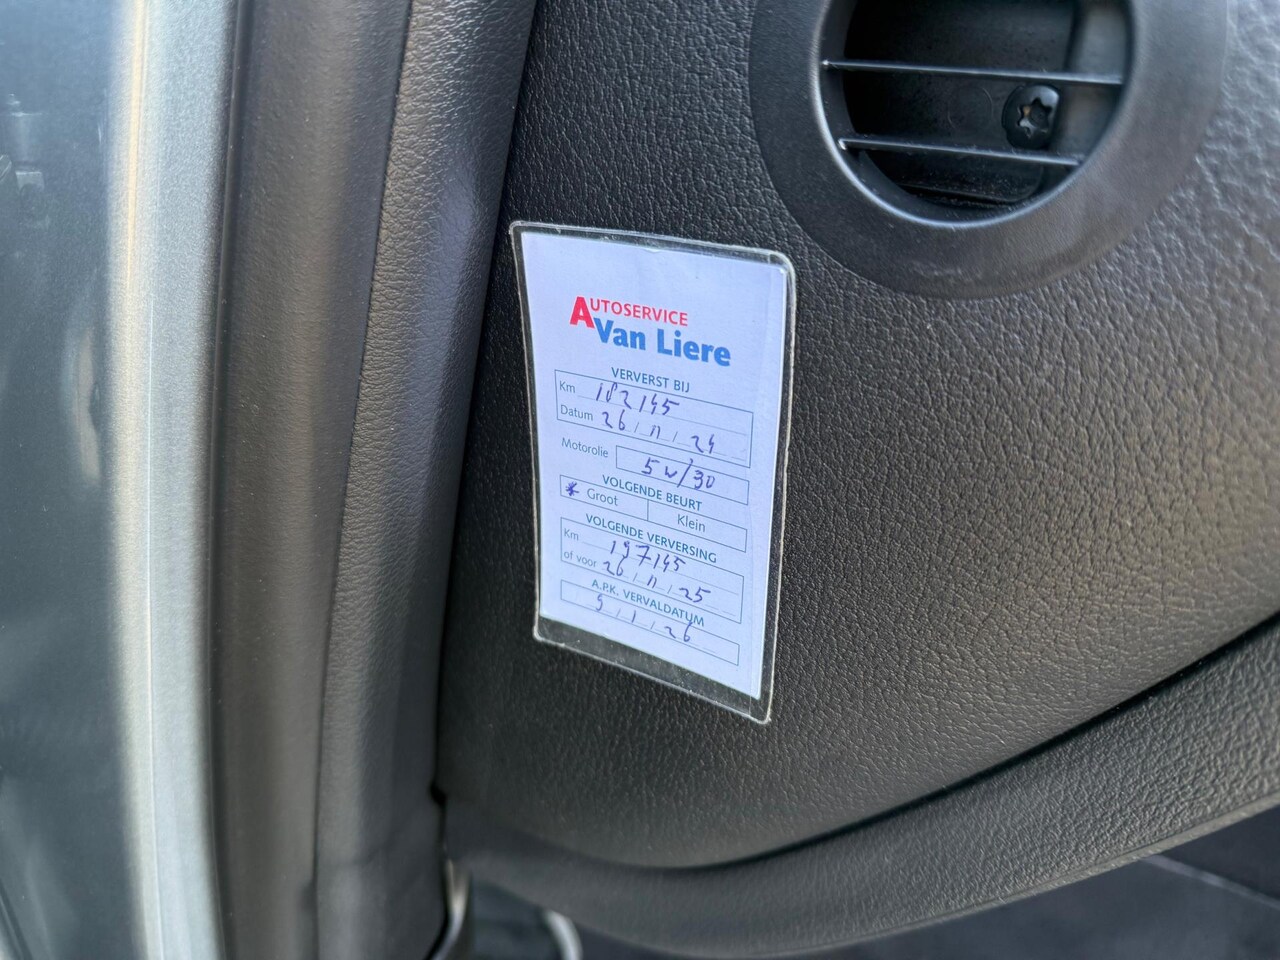 AUTOSERVICE
Van Liere
VERVERST BIJ
Km 182145
Datum 26 / 11 / 24
Motorolie 5w/30
VOLGENDE BEURT
* Groot Klein
VOLGENDE VERVERSING
Km 197145
of voor 26 / 11 / 25
A.P.K. VERVALDATUM
9 / 1 / 26